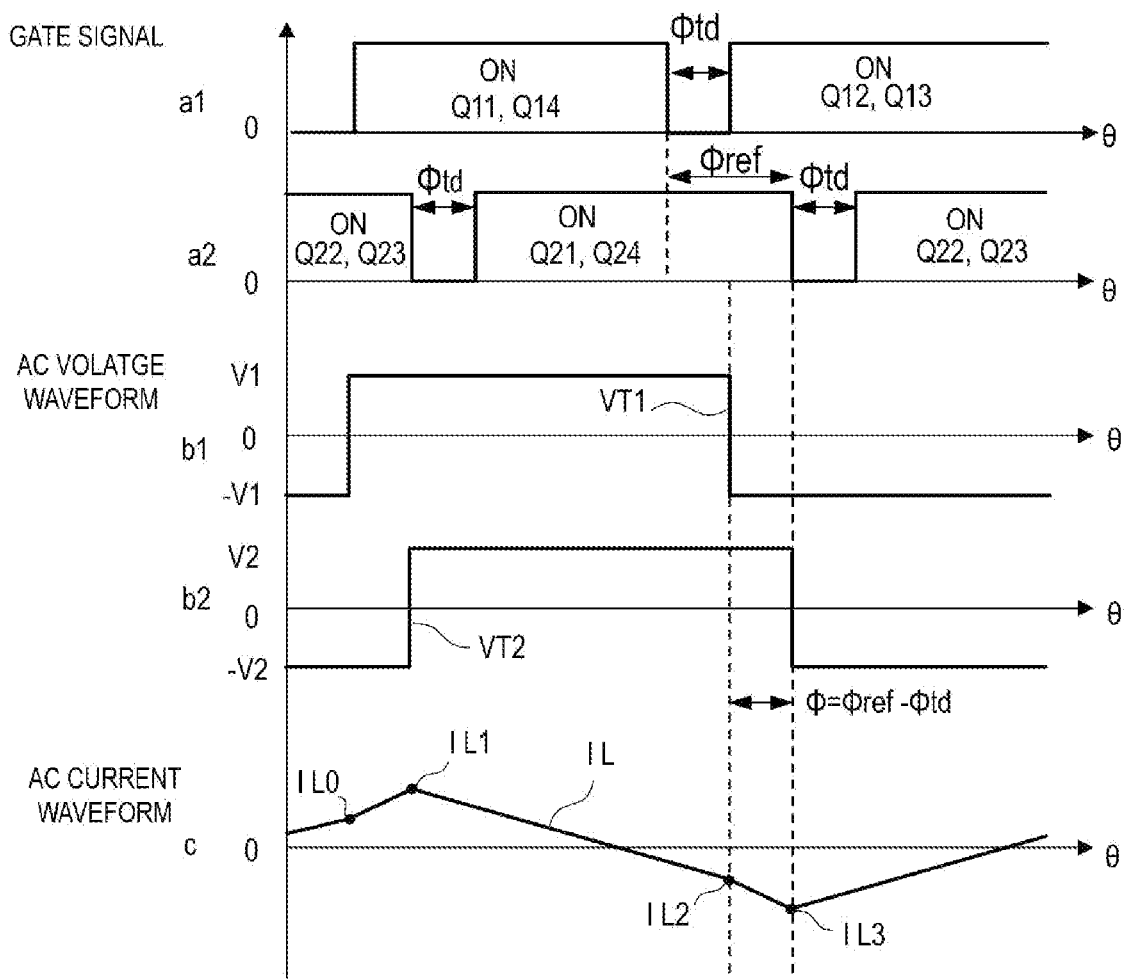 GATE SIGNAL
Φtd
ON
Q11, Q14
ON
Q12, Q13
a1
0
θ
Φtd
Φref
Φtd
ON
Q22, Q23
ON
Q21, Q24
ON
Q22, Q23
a2
0
θ
AC VOLATGE
WAVEFORM
V1
VT1
0
θ
b1
-V1
V2
b2
0
θ
VT2
-V2
Φ=Φref -Φtd
AC CURRENT
WAVEFORM
I L0
I L1
I L
c
0
θ
I L2
I L3